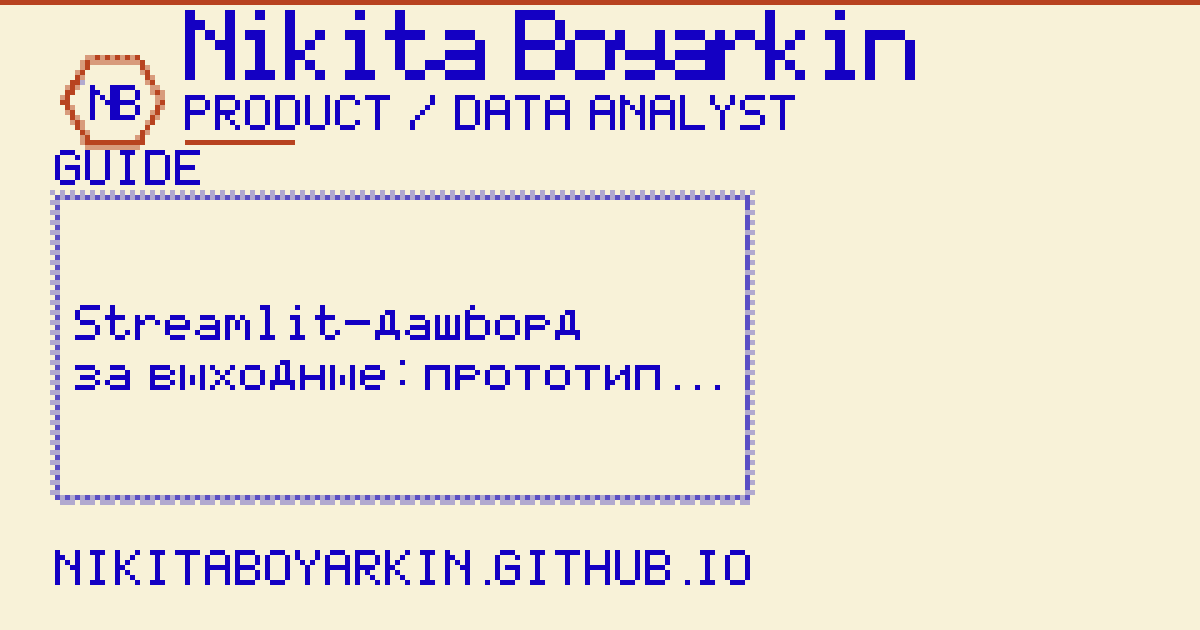 Nikita Boyarkin
NB
PRODUCT / DATA ANALYST
GUIDE
Streamlit-дашборд
за выходные: прототип...
NIKITABOYARKIN.GITHUB.IO